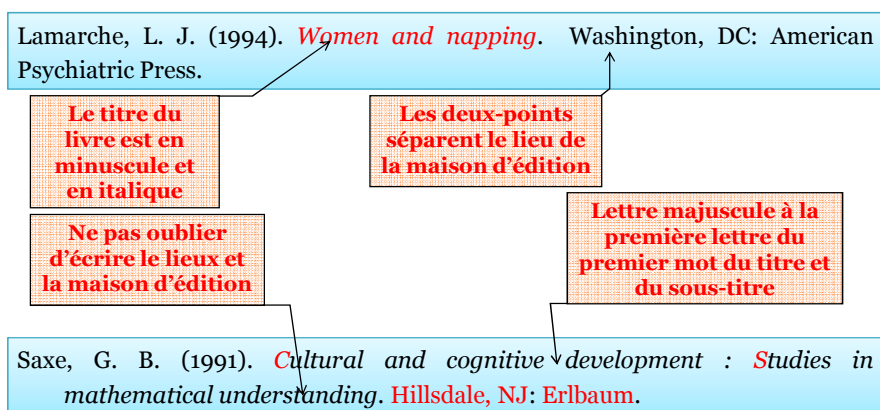 Lamarche, L. J. (1994). Women and napping. Washington, DC: American
Psychiatric Press.
Le titre du
livre est en
minuscule et
en italique
Les deux-points
séparent le lieu de
la maison d'édition
Ne pas oublier
d'écrire le lieux et
la maison d'édition
Lettre majuscule à la
première lettre du
premier mot du titre et
du sous-titre
Saxe, G. B. (1991). Cultural and cognitive development : Studies in
mathematical understanding. Hillsdale, NJ: Erlbaum.